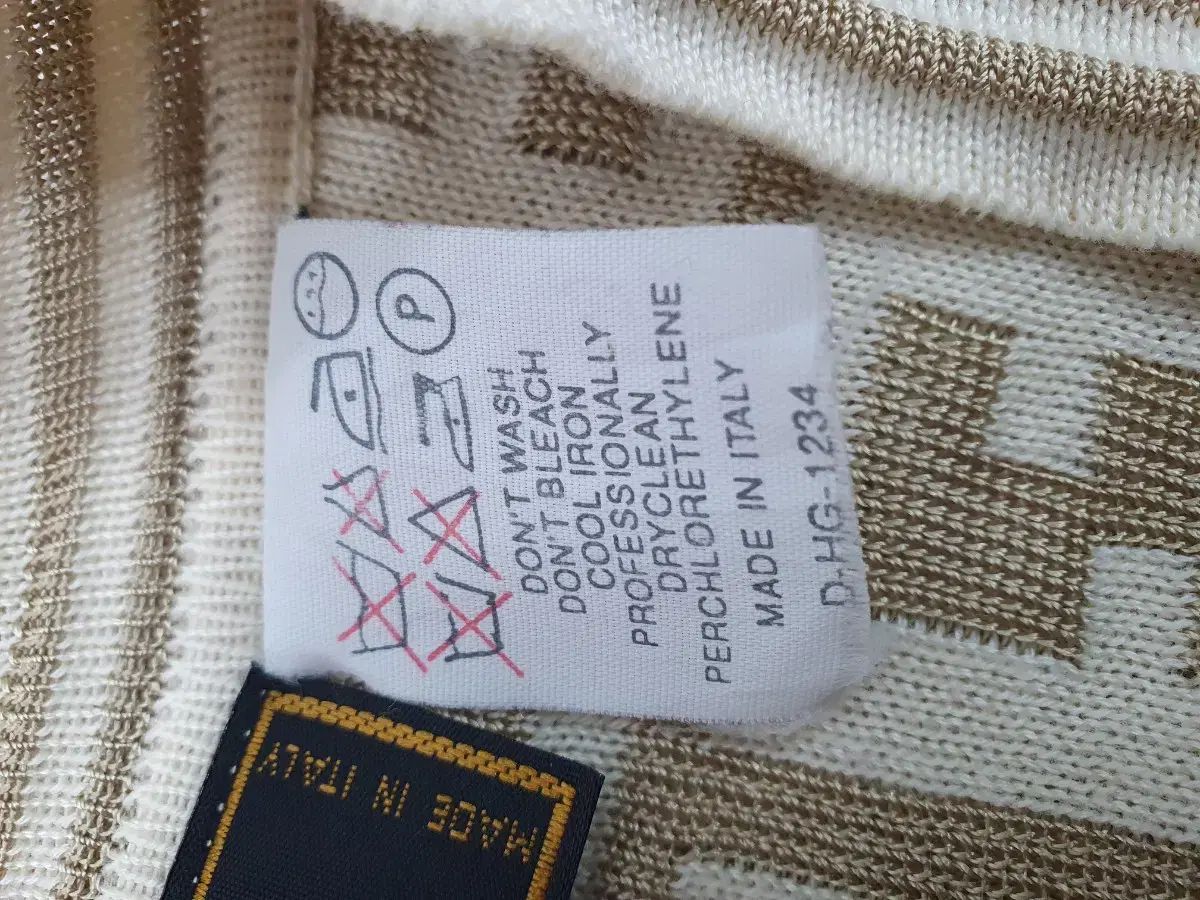 P
DON'T WASH
DON'T BLEACH
COOL IRON
PROFESSIONALLY
DRYCLEAN
PERCHLORETHYLENE
MADE IN ITALY
D.HG-1234
MADE IN ITALY